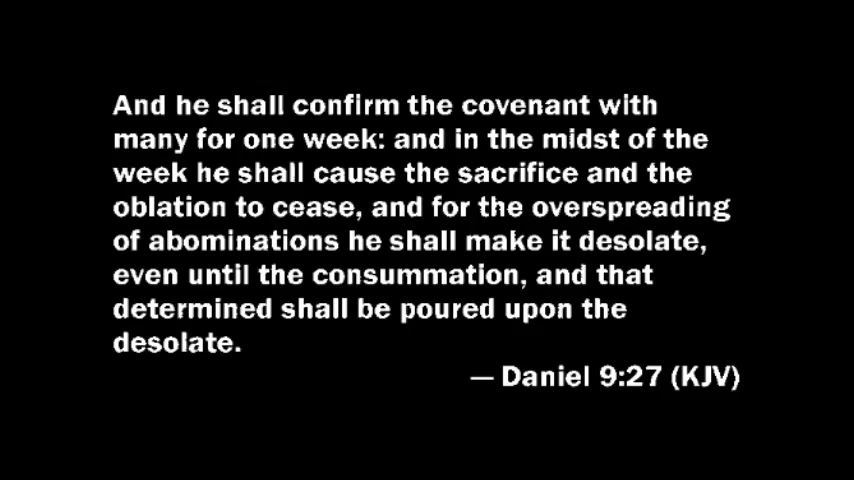 And he shall confirm the covenant with
many for one week: and in the midst of the
week he shall cause the sacrifice and the
oblation to cease, and for the overspreading
of abominations he shall make it desolate,
even until the consummation, and that
determined shall be poured upon the
desolate.
— Daniel 9:27 (KJV)